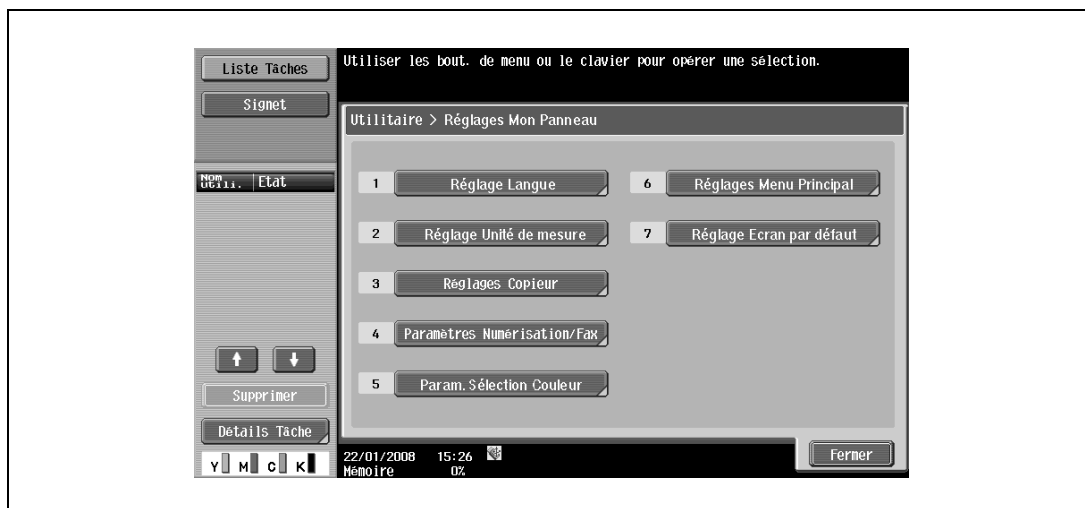 Liste Tâches
Signet
Nom Utili. Etat
Supprimer
Détails Tâche
Y M C K
Utiliser les bout. de menu ou le clavier pour opérer une sélection.
Utilitaire > Réglages Mon Panneau
1 Réglage Langue
2 Réglage Unité de mesure
3 Réglages Copieur
4 Paramètres Numérisation/Fax
5 Param.Sélection Couleur
6 Réglages Menu Principal
7 Réglage Ecran par défaut
22/01/2008 15:26
Mémoire 0%
Fermer